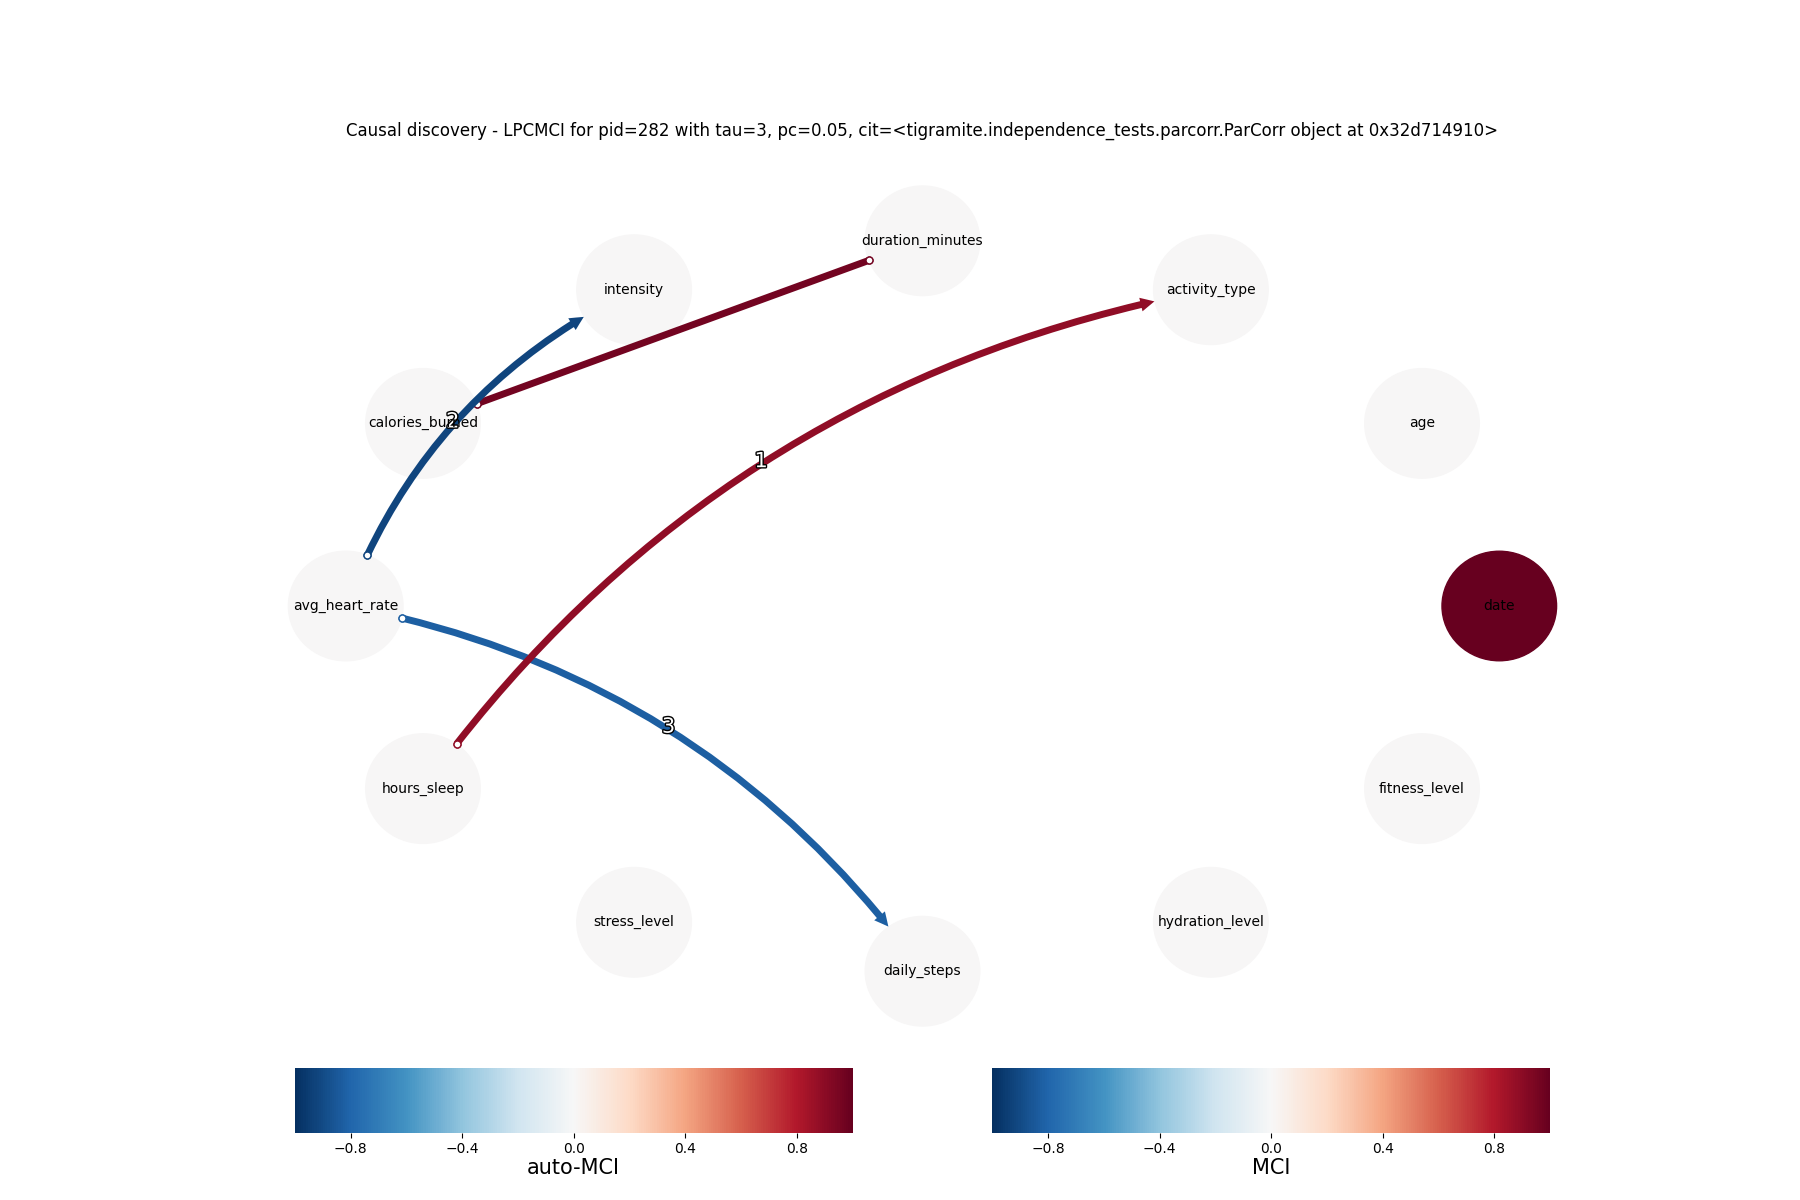 Causal discovery - LPCMCI for pid=282 with tau=3, pc=0.05, cit=<tigramite.independence_tests.parcorr.ParCorr object at 0x32d714910>
duration_minutes
intensity
activity_type
calories_burned
2
age
1
avg_heart_rate
date
3
hours_sleep
fitness_level
stress_level
hydration_level
daily_steps
−0.8 −0.4 0.0 0.4 0.8
auto-MCI
−0.8 −0.4 0.0 0.4 0.8
MCI